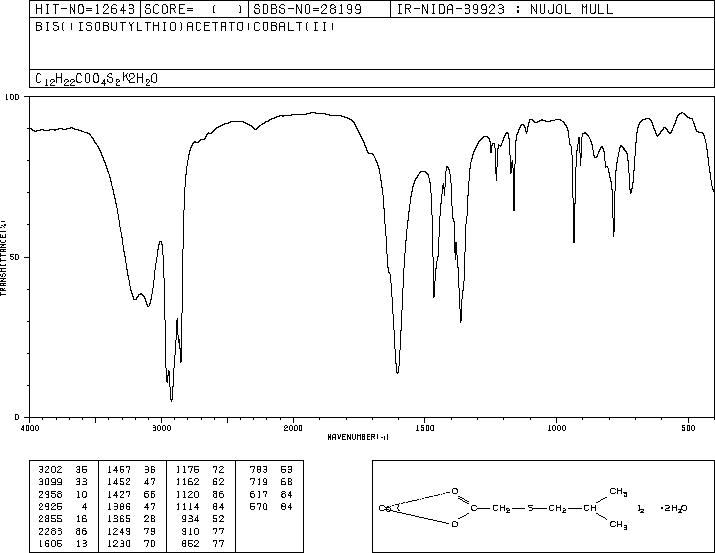 HIT-NO=12643 SCORE= ( ) SDBS-NO=28199 IR-NIDA-39923 : NUJOL MULL
BIS((ISOBUTYLTHIO)ACETATO)COBALT(II)
C12H22COO4S2K2H2O
100
50
0
TRANSMITTANCE(%)
4000 3000 2000 1500 1000 500
WAVENUMBER(-1)
3202 36 1467 36 1176 72 783 53
3099 33 1452 47 1162 62 719 68
2958 10 1427 66 1120 86 617 84
2925 4 1386 47 1114 84 570 84
2855 16 1365 28 934 52
2283 86 1249 79 910 77
1605 13 1230 70 852 77
CH3
O
Co C-CH2-S-CH2-CH )2 ·2H2O
O
CH3